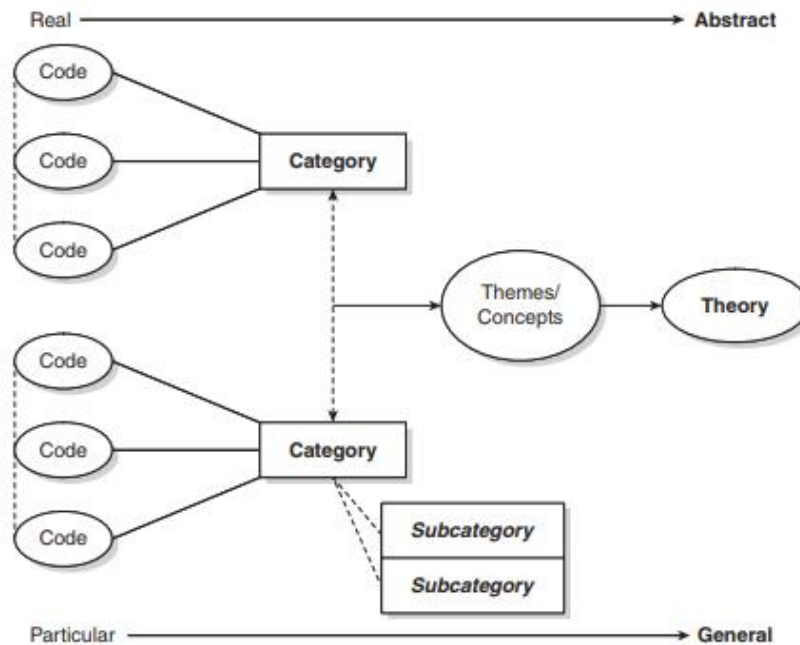 Real Abstract
Code
Code
Category
Code
Themes/
Concepts
Theory
Code
Code
Category
Code
Subcategory
Subcategory
Particular General